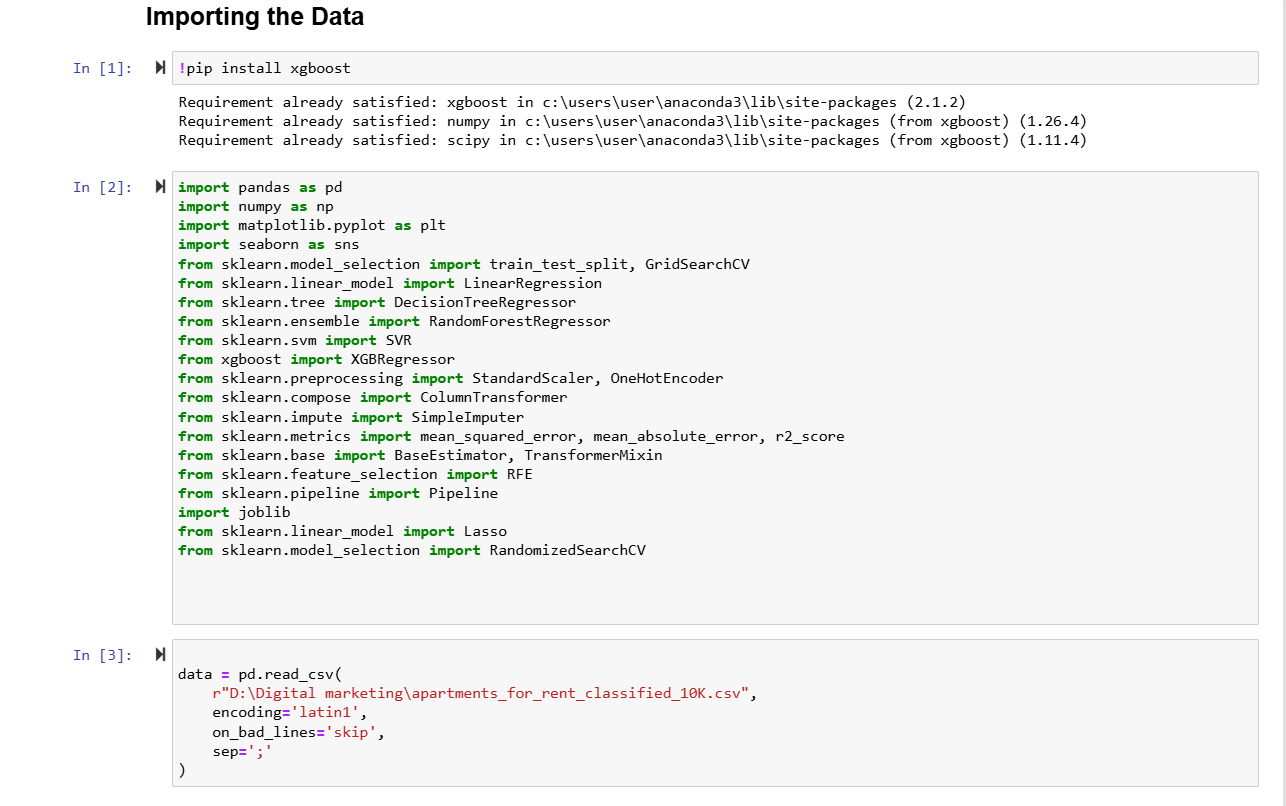 Importing the Data
In [1]: !pip install xgboost
Requirement already satisfied: xgboost in c:\users\user\anaconda3\lib\site-packages (2.1.2)
Requirement already satisfied: numpy in c:\users\user\anaconda3\lib\site-packages (from xgboost) (1.26.4)
Requirement already satisfied: scipy in c:\users\user\anaconda3\lib\site-packages (from xgboost) (1.11.4)
In [2]: import pandas as pd
import numpy as np
import matplotlib.pyplot as plt
import seaborn as sns
from sklearn.model_selection import train_test_split, GridSearchCV
from sklearn.linear_model import LinearRegression
from sklearn.tree import DecisionTreeRegressor
from sklearn.ensemble import RandomForestRegressor
from sklearn.svm import SVR
from xgboost import XGBRegressor
from sklearn.preprocessing import StandardScaler, OneHotEncoder
from sklearn.compose import ColumnTransformer
from sklearn.impute import SimpleImputer
from sklearn.metrics import mean_squared_error, mean_absolute_error, r2_score
from sklearn.base import BaseEstimator, TransformerMixin
from sklearn.feature_selection import RFE
from sklearn.pipeline import Pipeline
import joblib
from sklearn.linear_model import Lasso
from sklearn.model_selection import RandomizedSearchCV
In [3]:
data = pd.read_csv(
    r"D:\Digital marketing\apartments_for_rent_classified_10K.csv",
    encoding='latin1',
    on_bad_lines='skip',
    sep=';'
)